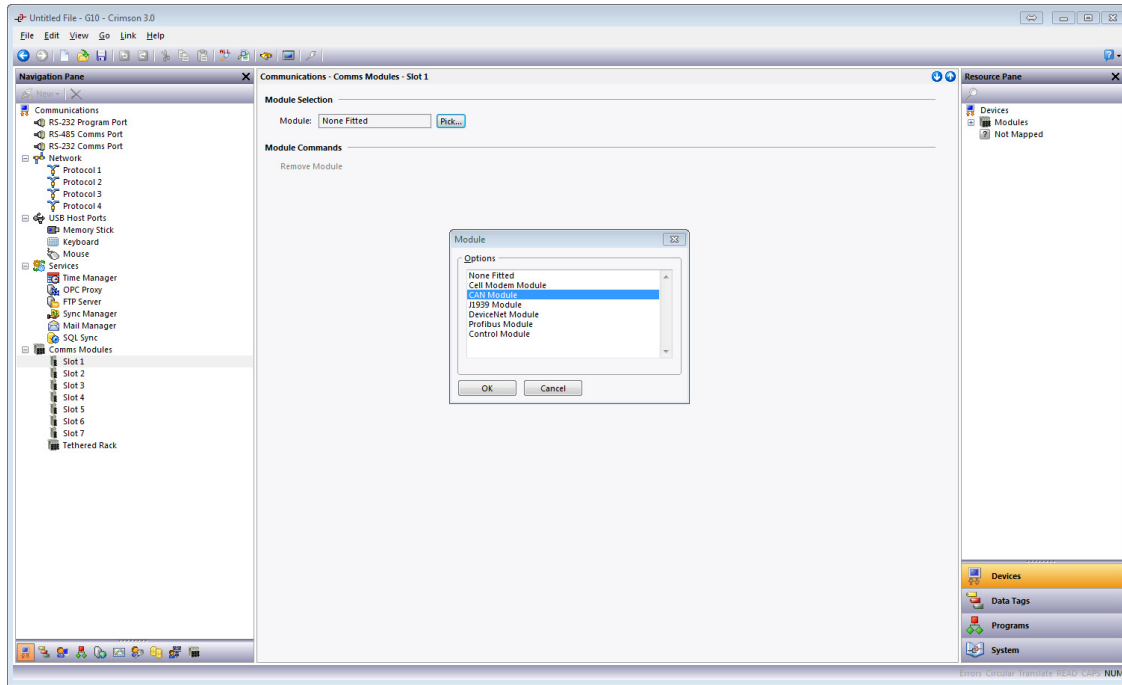 Untitled File - G10 - Crimson 3.0
File Edit View Go Link Help
Navigation Pane
New
Communications
RS-232 Program Port
RS-485 Comms Port
RS-232 Comms Port
Network
Protocol 1
Protocol 2
Protocol 3
Protocol 4
USB Host Ports
Memory Stick
Keyboard
Mouse
Services
Time Manager
OPC Proxy
FTP Server
Sync Manager
Mail Manager
SQL Sync
Comms Modules
Slot 1
Slot 2
Slot 3
Slot 4
Slot 5
Slot 6
Slot 7
Tethered Rack
Communications - Comms Modules - Slot 1
Module Selection
Module: None Fitted Pick...
Module Commands
Remove Module
Module
Options
None Fitted
Cell Modem Module
CAN Module
J1939 Module
DeviceNet Module
Profibus Module
Control Module
OK Cancel
Resource Pane
Devices
Modules
Not Mapped
Devices
Data Tags
Programs
System
Errors Circular Translate READ CAPS NUM